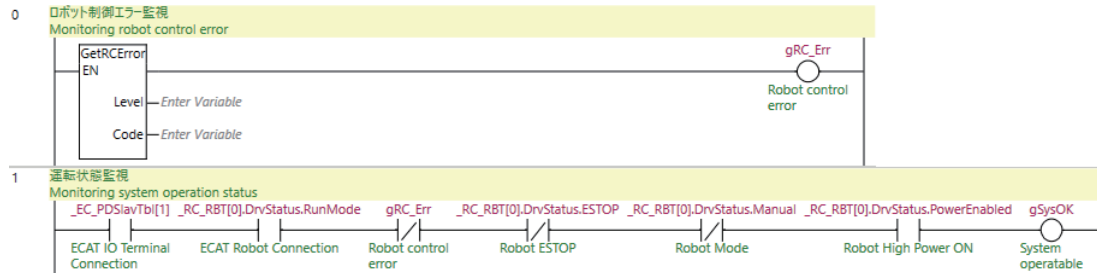 0
ロボット制御エラー監視
Monitoring robot control error
GetRCError
EN
gRC_Err
Robot control
error
Level
Enter Variable
Code
Enter Variable
1
運転状態監視
Monitoring system operation status
_EC_PDSlavTbl[1] _RC_RBT[0].DrvStatus.RunMode gRC_Err _RC_RBT[0].DrvStatus.ESTOP _RC_RBT[0].DrvStatus.Manual _RC_RBT[0].DrvStatus.PowerEnabled gSysOK
ECAT IO Terminal
Connection
ECAT Robot Connection
Robot control
error
Robot ESTOP
Robot Mode
Robot High Power ON
System
operatable